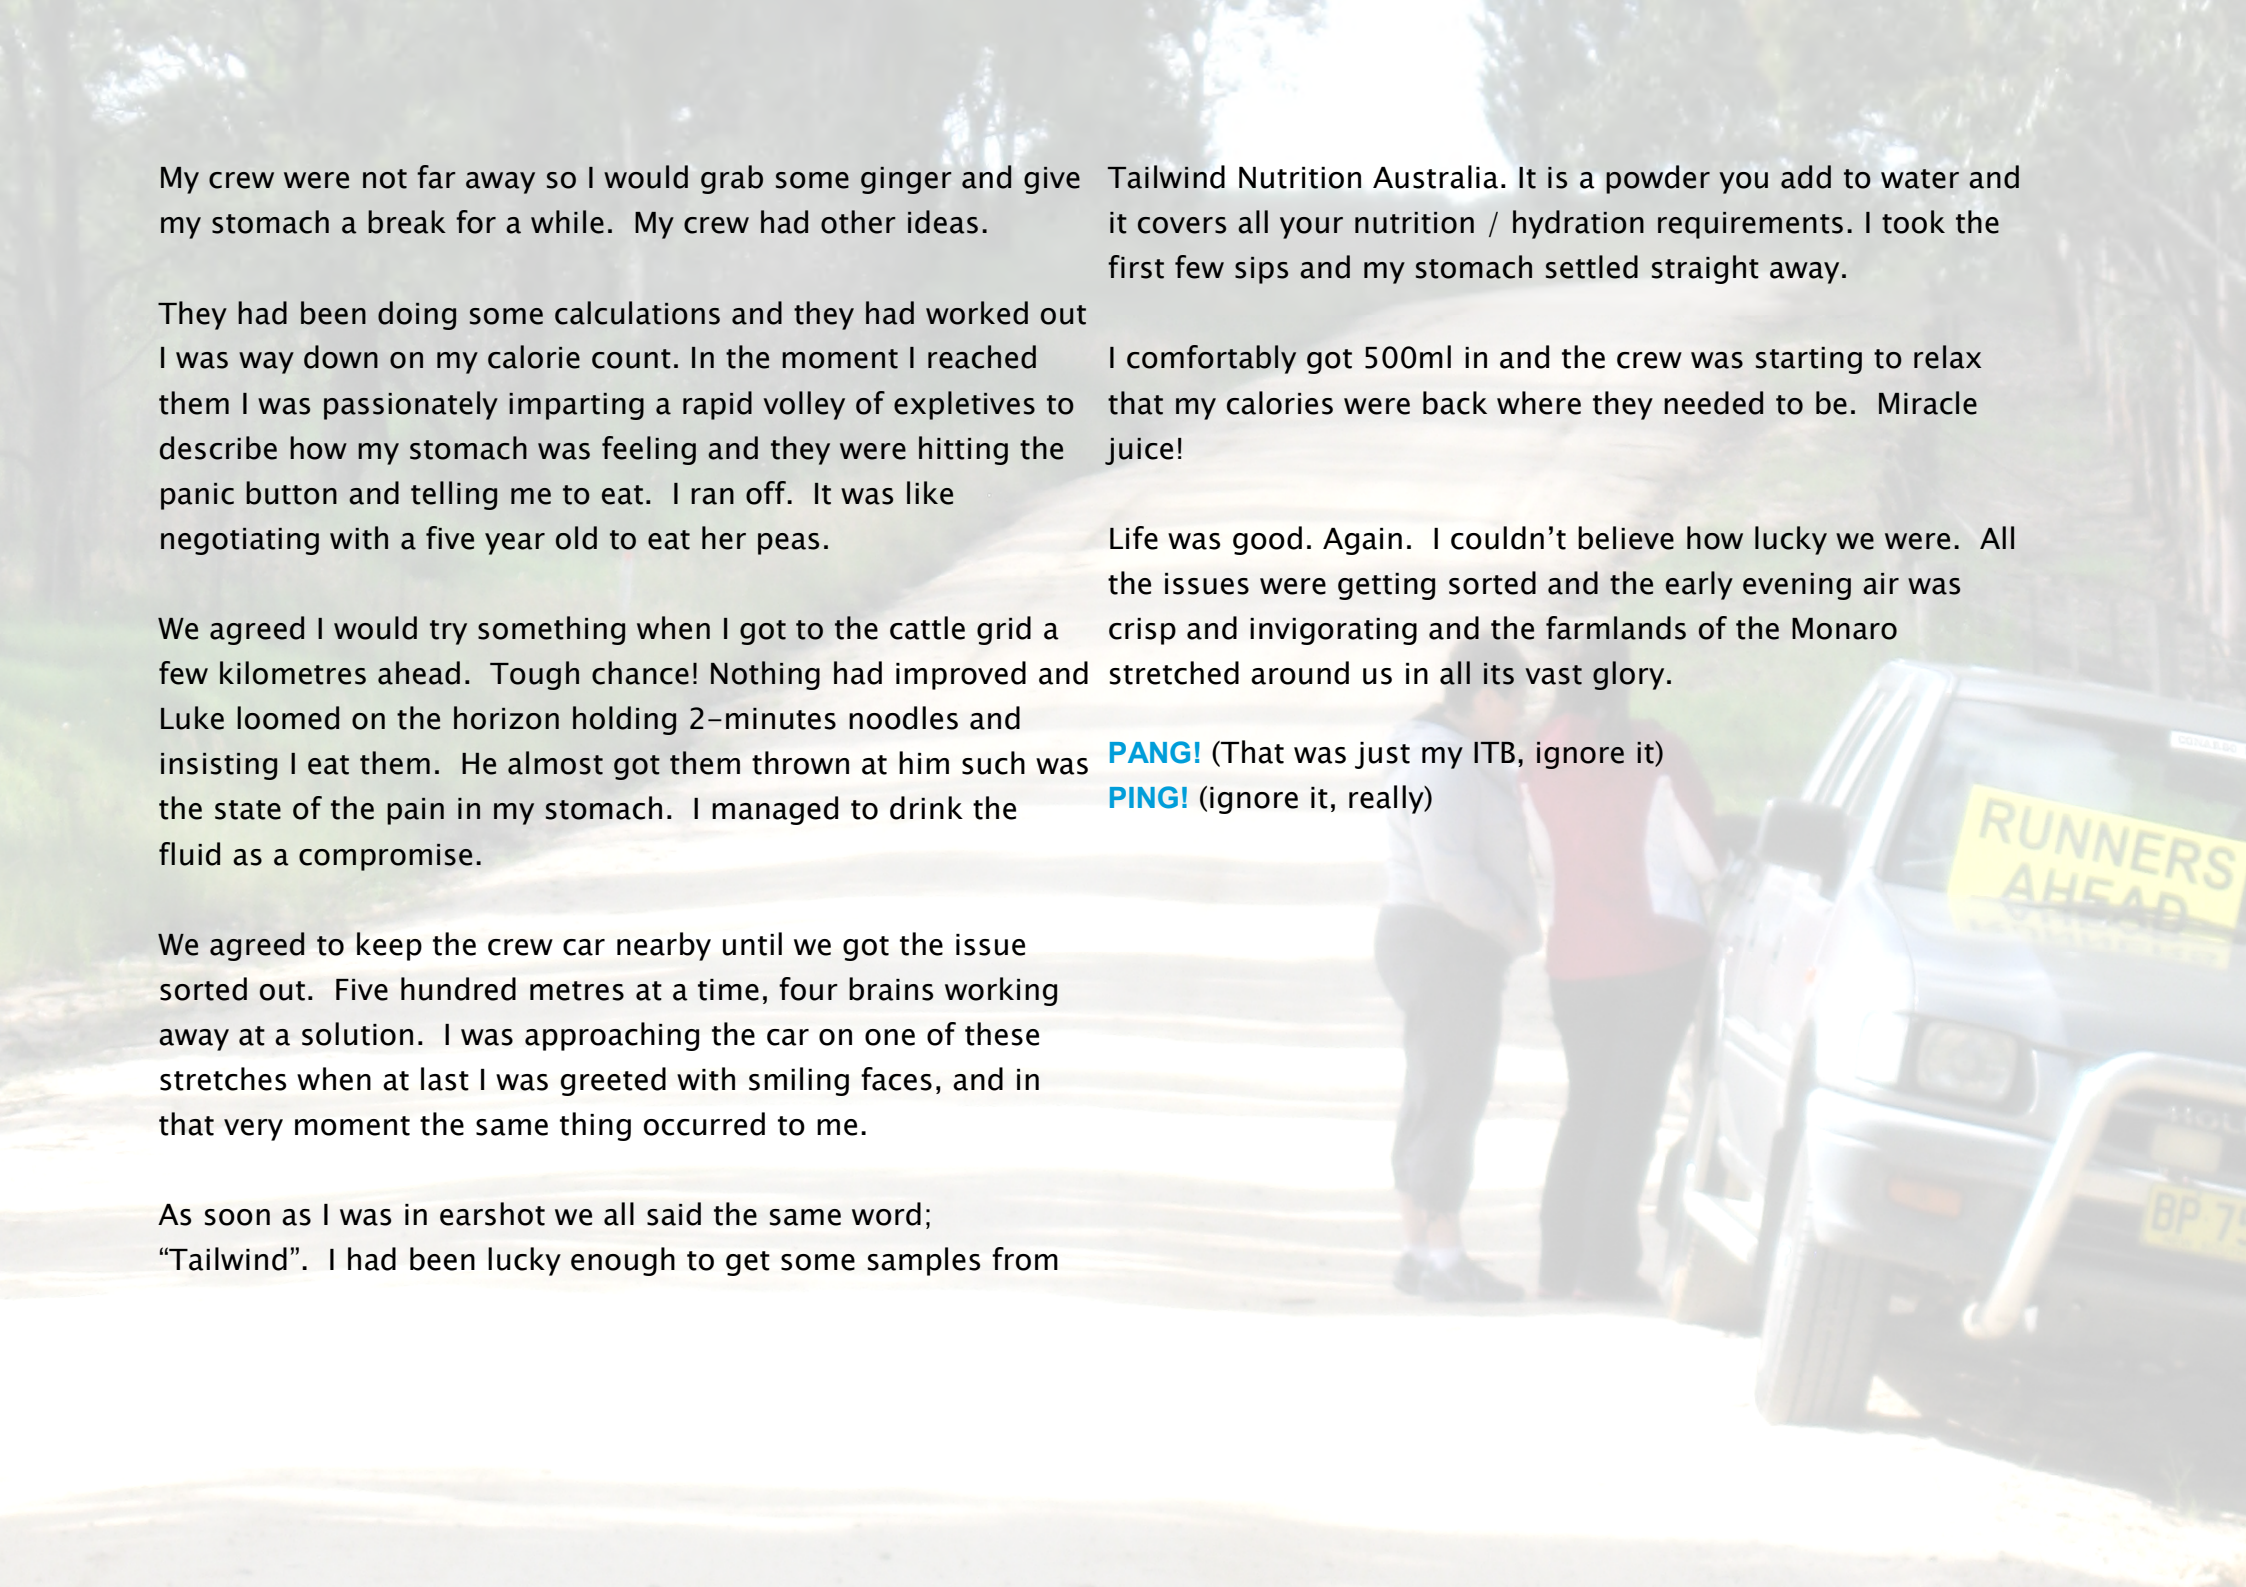 My crew were not far away so I would grab some ginger and give
my stomach a break for a while.  My crew had other ideas.
They had been doing some calculations and they had worked out
I was way down on my calorie count. In the moment I reached
them I was passionately imparting a rapid volley of expletives to
describe how my stomach was feeling and they were hitting the
panic button and telling me to eat.  I ran off.  It was like
negotiating with a five year old to eat her peas.
We agreed I would try something when I got to the cattle grid a
few kilometres ahead.  Tough chance! Nothing had improved and
Luke loomed on the horizon holding 2-minutes noodles and
insisting I eat them.  He almost got them thrown at him such was
the state of the pain in my stomach.  I managed to drink the
fluid as a compromise.
We agreed to keep the crew car nearby until we got the issue
sorted out.  Five hundred metres at a time, four brains working
away at a solution.  I was approaching the car on one of these
stretches when at last I was greeted with smiling faces, and in
that very moment the same thing occurred to me.
As soon as I was in earshot we all said the same word;
“Tailwind”.  I had been lucky enough to get some samples from
Tailwind Nutrition Australia. It is a powder you add to water and
it covers all your nutrition / hydration requirements. I took the
first few sips and my stomach settled straight away.
I comfortably got 500ml in and the crew was starting to relax
that my calories were back where they needed to be.  Miracle
juice!
Life was good. Again.  I couldn’t believe how lucky we were.  All
the issues were getting sorted and the early evening air was
crisp and invigorating and the farmlands of the Monaro
stretched around us in all its vast glory.
PANG! (That was just my ITB, ignore it)
PING! (ignore it, really)
RUNNERS
AHEAD